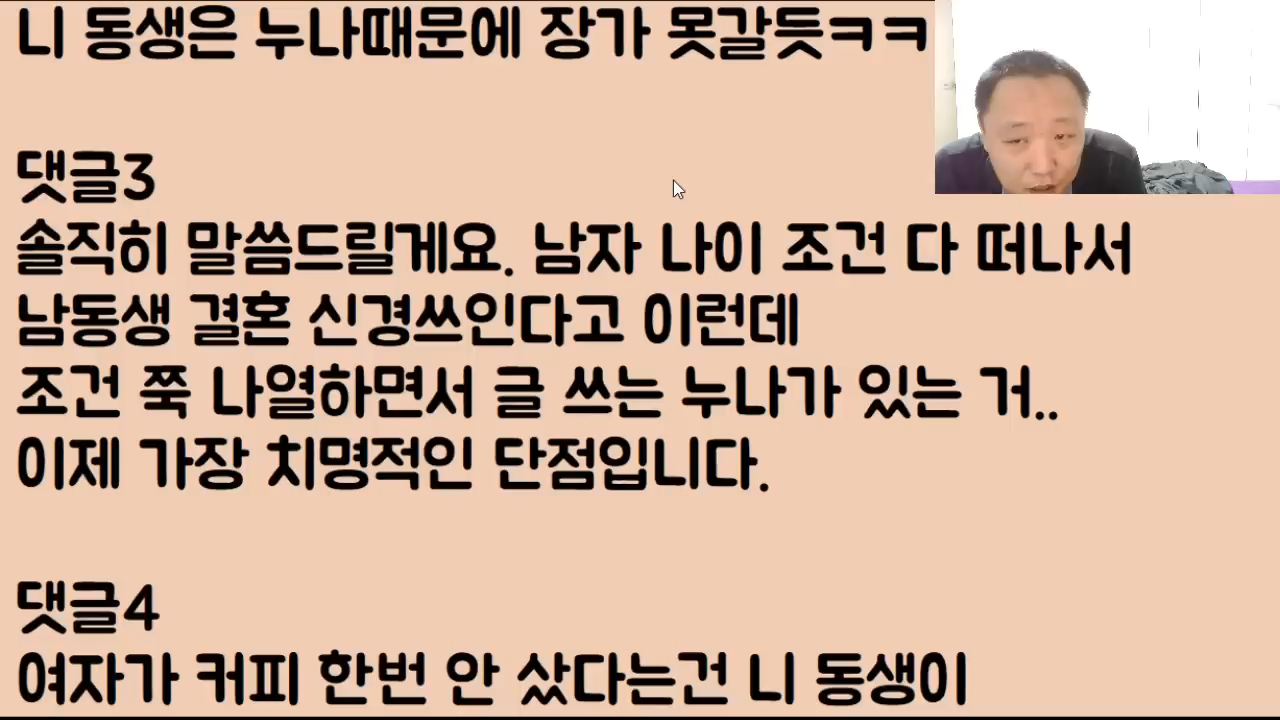 니 동생은 누나때문에 장가 못갈듯ㅋㅋ
댓글3
솔직히 말씀드릴게요. 남자 나이 조건 다 떠나서
남동생 결혼 신경쓰인다고 이런데
조건 쭉 나열하면서 글 쓰는 누나가 있는 거..
이제 가장 치명적인 단점입니다.
댓글4
여자가 커피 한번 안 샀다는건 니 동생이